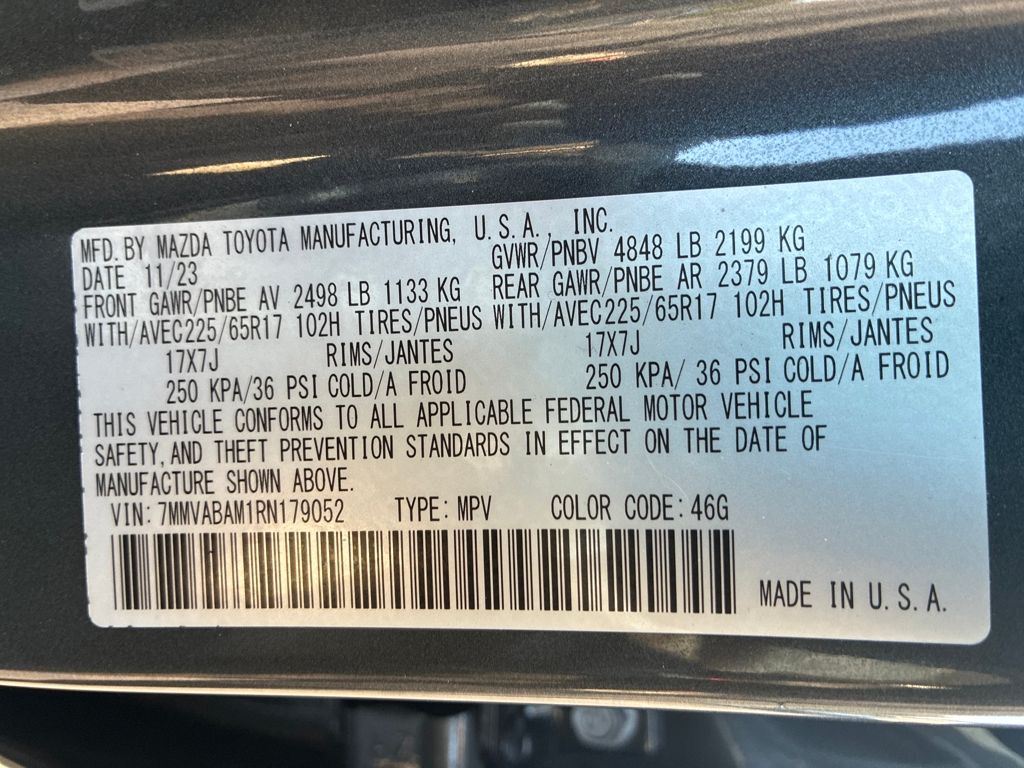 MFD. BY MAZDA TOYOTA MANUFACTURING, U.S.A., INC.
DATE 11/23 GVWR/PNBV 4848 LB 2199 KG
FRONT GAWR/PNBE AV 2498 LB 1133 KG REAR GAWR/PNBE AR 2379 LB 1079 KG
WITH/AVEC225/65R17 102H TIRES/PNEUS WITH/AVEC225/65R17 102H TIRES/PNEUS
17X7J RIMS/JANTES 17X7J RIMS/JANTES
250 KPA/36 PSI COLD/A FROID 250 KPA/ 36 PSI COLD/A FROID
THIS VEHICLE CONFORMS TO ALL APPLICABLE FEDERAL MOTOR VEHICLE
SAFETY, AND THEFT PREVENTION STANDARDS IN EFFECT ON THE DATE OF
MANUFACTURE SHOWN ABOVE.
VIN: 7MMVABAM1RN179052 TYPE: MPV COLOR CODE: 46G
MADE IN U.S.A.